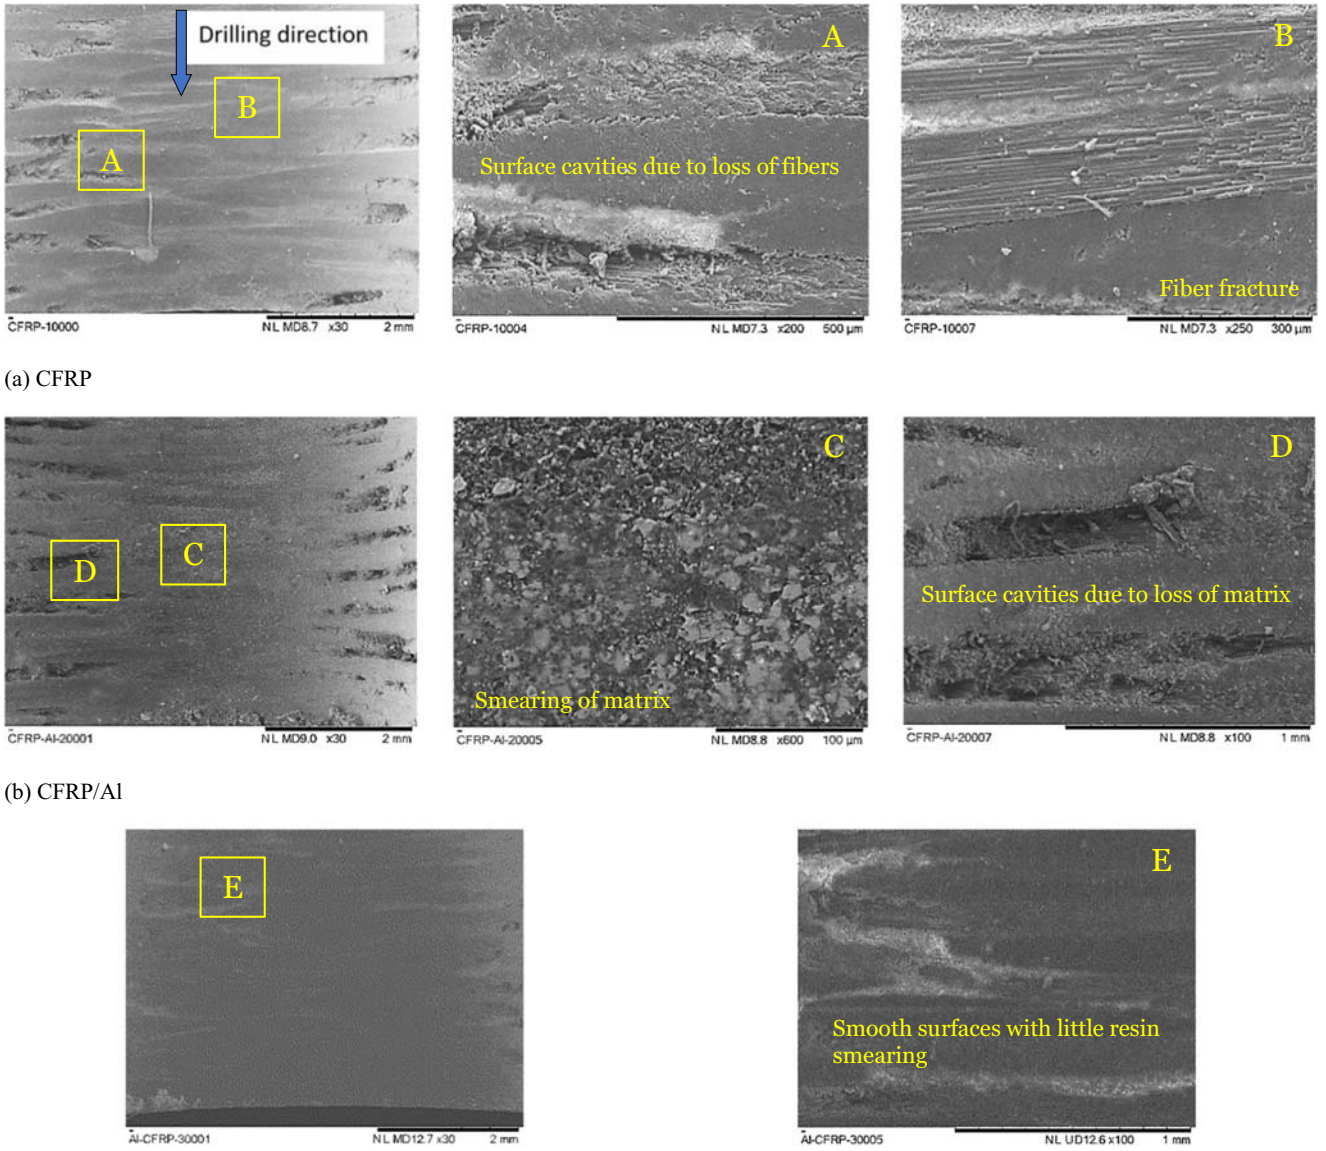 Drilling direction
A
B
CFRP-10000
NL MD8.7 x30 2 mm
A
Surface cavities due to loss of fibers
CFRP-10004
NL MD7.3 x200 500 µm
B
Fiber fracture
CFRP-10007
NL MD7.3 x250 300 µm
(a) CFRP
D
C
CFRP-Al-20001
NL MD9.0 x30 2 mm
C
Smearing of matrix
CFRP-Al-20005
NL MD8.8 x600 100 µm
D
Surface cavities due to loss of matrix
CFRP-Al-20007
NL MD8.8 x100 1 mm
(b) CFRP/Al
E
Al-CFRP-30001
NL MD12.7 x30 2 mm
E
Smooth surfaces with little resin
smearing
Al-CFRP-30005
NL UD12.6 x100 1 mm